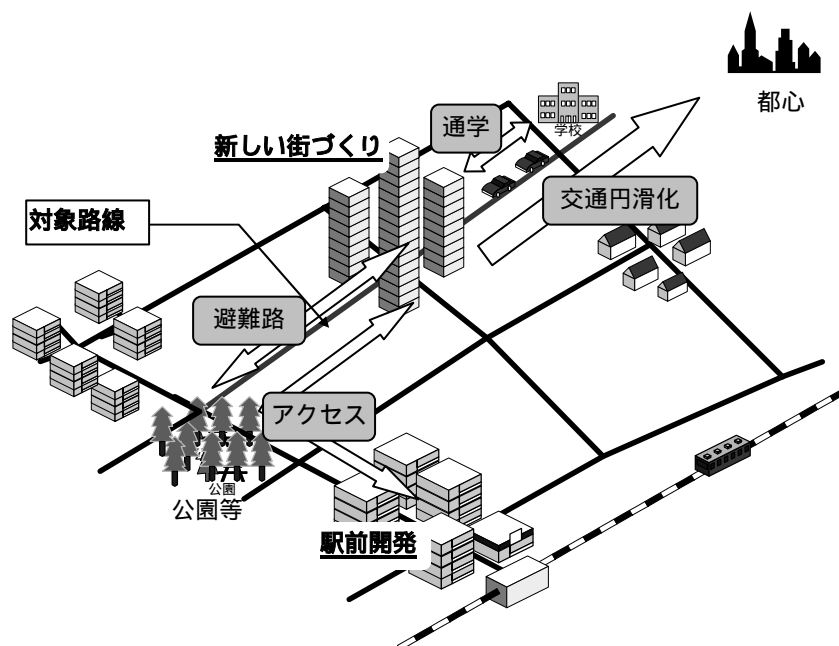 都心
通学
学校
新しい街づくり
交通円滑化
対象路線
避難路
アクセス
公園
公園等
駅前開発